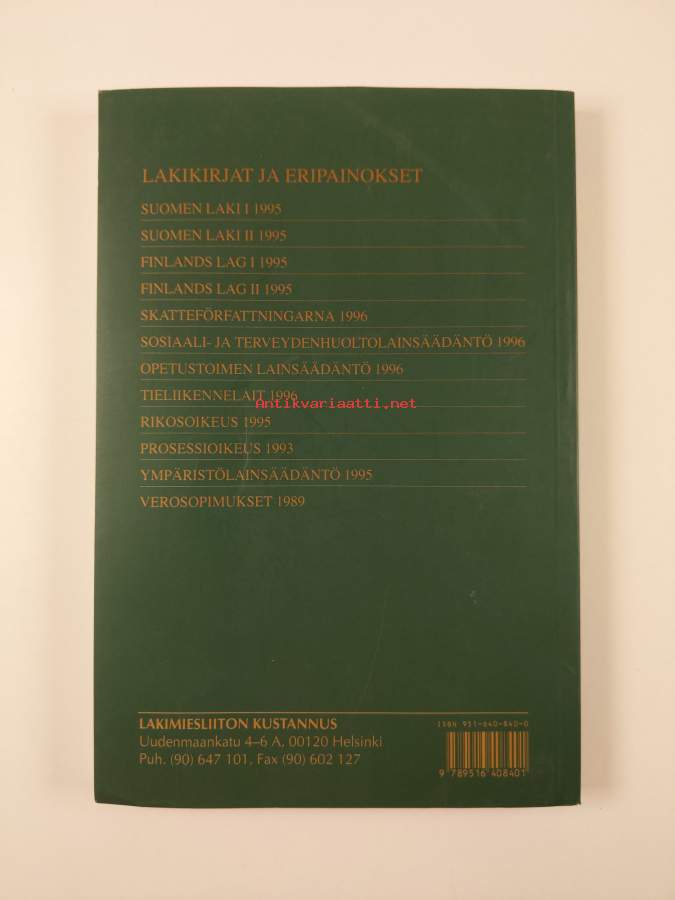 LAKIKIRJAT JA ERIPAINOKSET
SUOMEN LAKI I 1995
SUOMEN LAKI II 1995
FINLANDS LAG I 1995
FINLANDS LAG II 1995
SKATTEFÖRFATTNINGARNA 1996
SOSIAALI- JA TERVEYDENHUOLTOLAINSÄÄDÄNTÖ 1996
OPETUSTOIMEN LAINSÄÄDÄNTÖ 1996
TIELIIKENNELAIT 1996
Antikvariaatti.net
RIKOSOIKEUS 1995
PROSESSIOIKEUS 1993
YMPÄRISTÖLAINSÄÄDÄNTÖ 1995
VEROSOPIMUKSET 1989
LAKIMIESLIITON KUSTANNUS
Uudenmaankatu 4–6 A, 00120 Helsinki
Puh. (90) 647 101, Fax (90) 602 127
ISBN 951-640-840-0
9 789516 408401